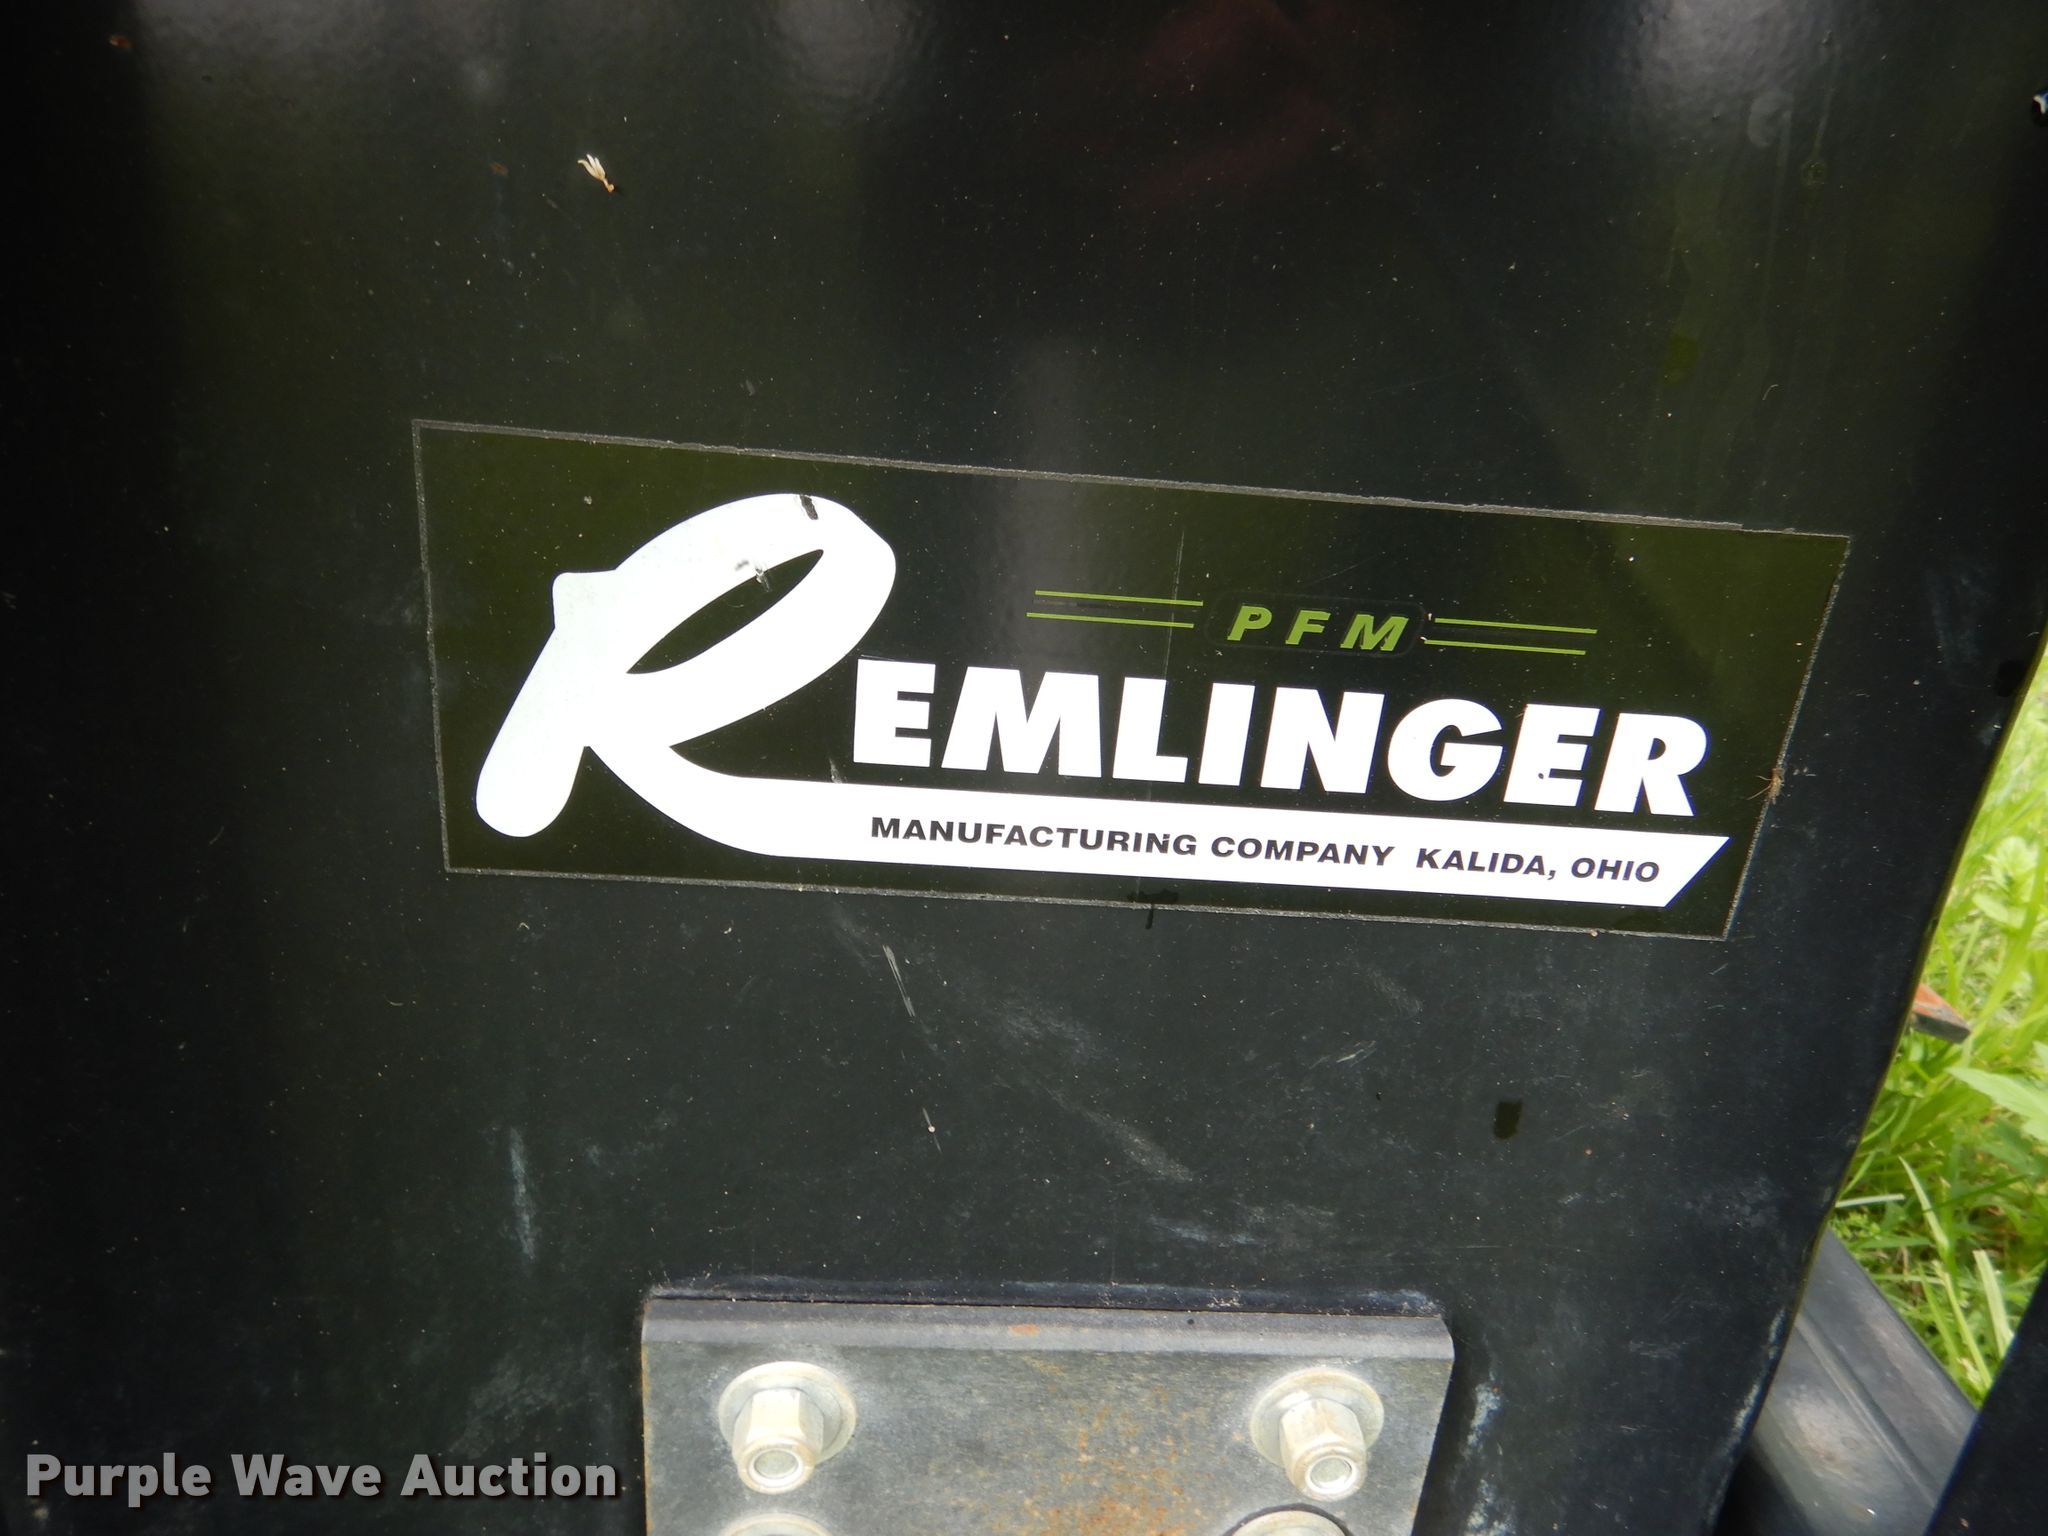 PFM
REMLINGER
MANUFACTURING COMPANY KALIDA, OHIO
Purple Wave Auction